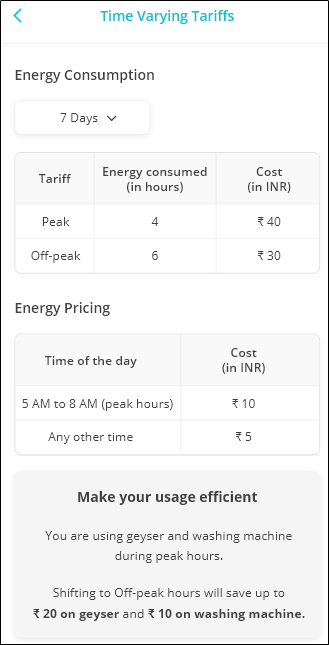 Time Varying Tariffs
Energy Consumption
7 Days
Tariff
Energy consumed
(in hours)
Cost
(in INR)
Peak
4
₹ 40
Off-peak
6
₹ 30
Energy Pricing
Time of the day
Cost
(in INR)
5 AM to 8 AM (peak hours)
₹ 10
Any other time
₹ 5
Make your usage efficient
You are using geyser and washing machine
during peak hours.
Shifting to Off-peak hours will save up to
₹ 20 on geyser and ₹ 10 on washing machine.